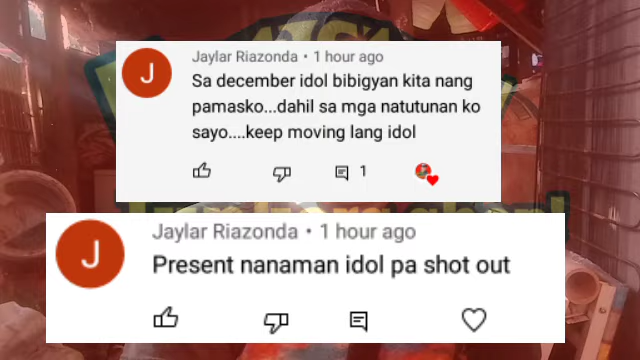 Jaylar Riazonda • 1 hour ago
Sa december idol bibigyan kita nang
pamasko...dahil sa mga natutunan ko
sayo....keep moving lang idol
1
Jaylar Riazonda • 1 hour ago
Present nanaman idol pa shot out